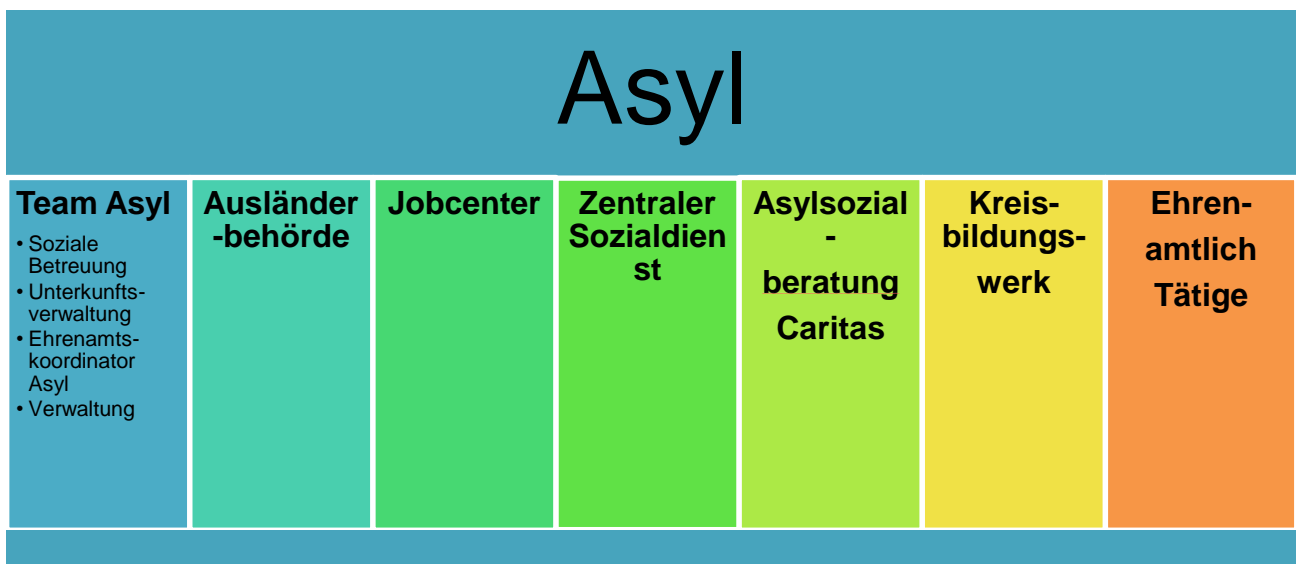 Asyl
Team Asyl
• Soziale
Betreuung
• Unterkunfts-
verwaltung
• Ehrenamts-
koordinator
Asyl
• Verwaltung
Ausländer
-behörde
Jobcenter
Zentraler
Sozialdien
st
Asylsozial
-
beratung
Caritas
Kreis-
bildungs-
werk
Ehren-
amtlich
Tätige